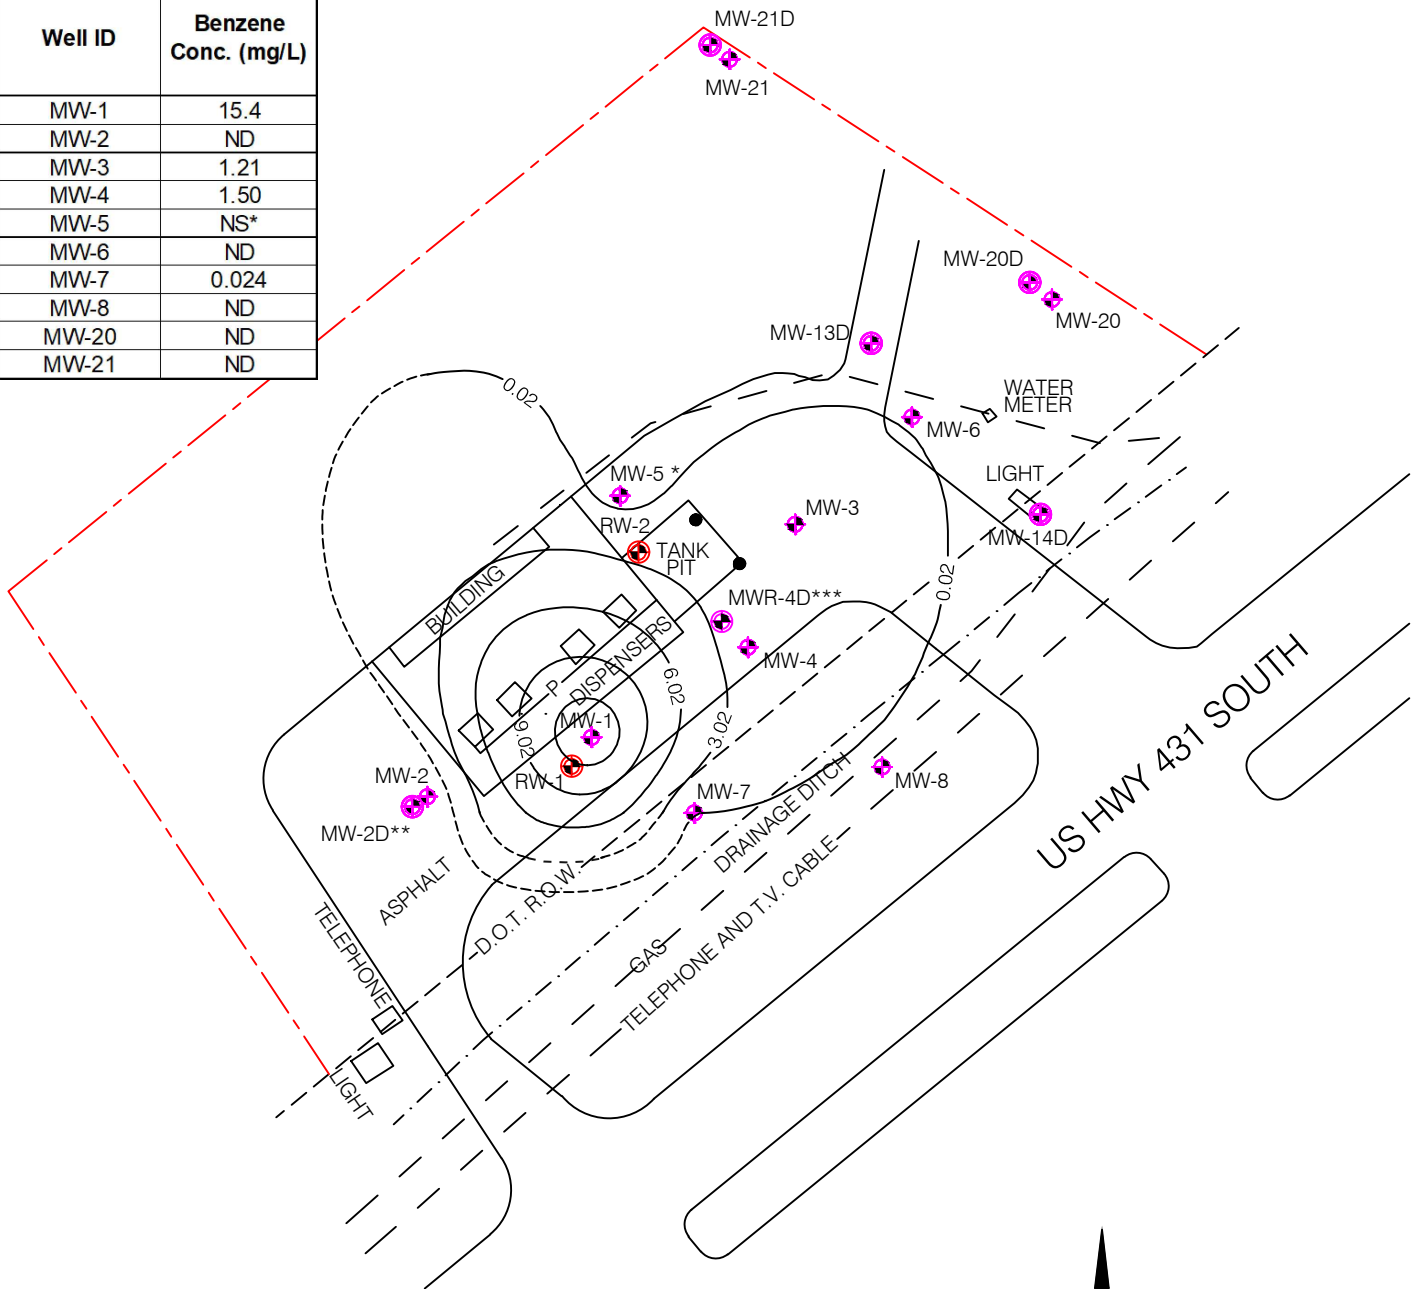 Well ID Benzene
Conc. (mg/L)
MW-1 15.4
MW-2 ND
MW-3 1.21
MW-4 1.50
MW-5 NS*
MW-6 ND
MW-7 0.024
MW-8 ND
MW-20 ND
MW-21 ND
MW-21D
MW-21
MW-20D
MW-20
MW-13D
WATER
METER
0.02
MW-6
MW-5 *
LIGHT
MW-3
RW-2
MW-14D
TANK
PIT
BUILDING
0.02
MWR-4D***
DISPENSERS
MW-4
P
6.02
MW-1
3.02
9.02
RW-1
MW-2
MW-7
MW-8
MW-2D**
DRAINAGE DITCH
US HWY 431 SOUTH
ASPHALT
D.O.T. R.O.W.
TELEPHONE
GAS
TELEPHONE AND T.V. CABLE
LIGHT